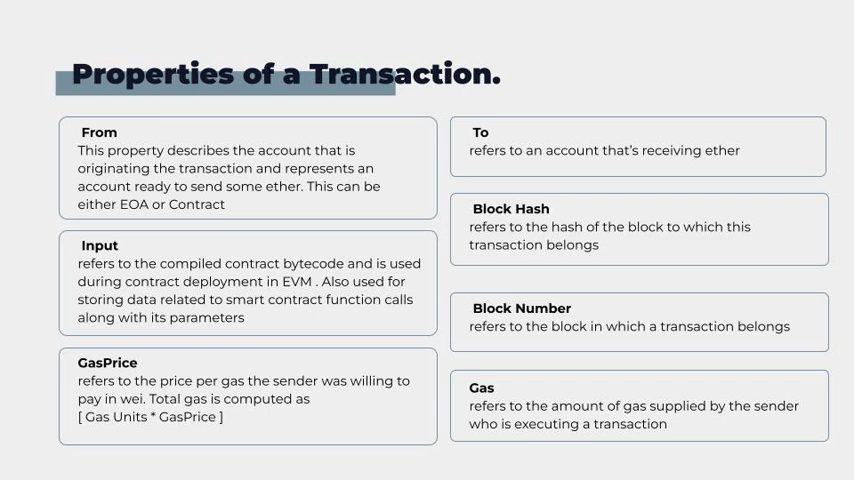 Properties of a Transaction.
From
This property describes the account that is
originating the transaction and represents an
account ready to send some ether. This can be
either EOA or Contract
Input
refers to the compiled contract bytecode and is used
during contract deployment in EVM . Also used for
storing data related to smart contract function calls
along with its parameters
GasPrice
refers to the price per gas the sender was willing to
pay in wei. Total gas is computed as
[ Gas Units * GasPrice ]
To
refers to an account that's receiving ether
Block Hash
refers to the hash of the block to which this
transaction belongs
Block Number
refers to the block in which a transaction belongs
Gas
refers to the amount of gas supplied by the sender
who is executing a transaction